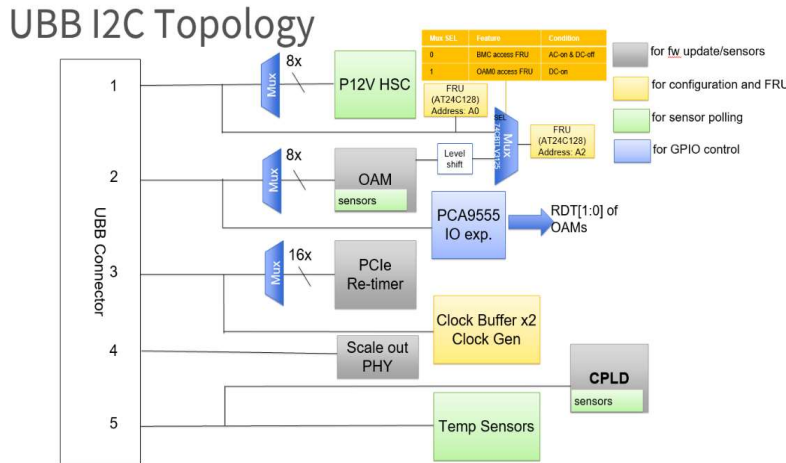 UBB I2C Topology
Mux SEL Feature Condition
0 BMC access FRU AC-on & DC-off
1 OAM0 access FRU DC-on
for fw update/sensors
for configuration and FRU
for sensor polling
for GPIO control
UBB Connector
1
Mux
8x
P12V HSC
FRU
(AT24C128)
Address: A0
SEL
Mux
FRU
(AT24C128)
Address: A2
2
Mux
8x
OAM
sensors
Level
shift
PCA9555
IO exp.
RDT[1:0] of
OAMs
3
Mux
16x
PCIe
Re-timer
Clock Buffer x2
Clock Gen
4
Scale out
PHY
CPLD
sensors
5
Temp Sensors